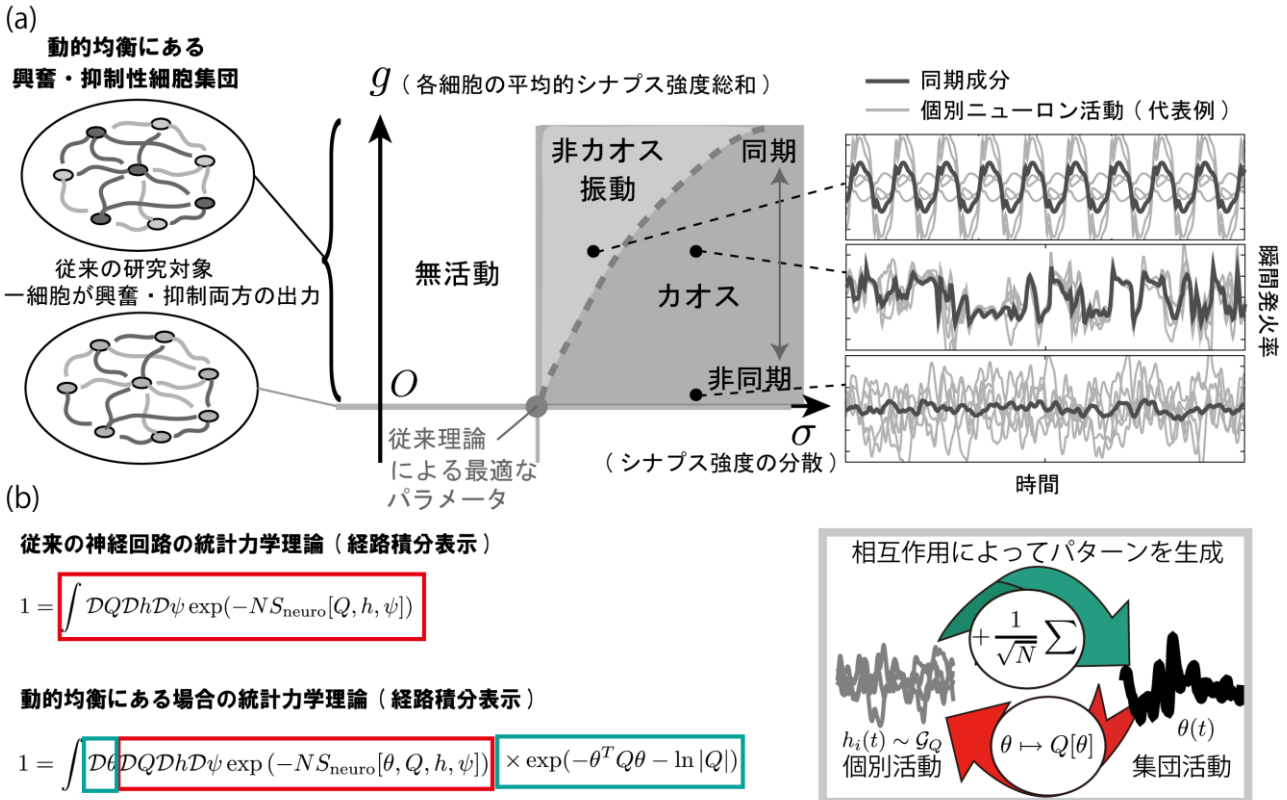 (a)
動的均衡にある
興奮・抑制性細胞集団
従来の研究対象
一細胞が興奮・抑制両方の出力
g ( 各細胞の平均的シナプス強度総和 )
非カオス
振動
同期
無活動
カオス
非同期
O
σ
( シナプス強度の分散 )
従来理論
による最適な
パラメータ
同期成分
個別ニューロン活動 ( 代表例 )
瞬間発火率
時間
(b)
従来の神経回路の統計力学理論 ( 経路積分表示 )
1 = ∫ 𝒟Q𝒟h𝒟ψ exp(−NS_neuro[Q, h, ψ])
動的均衡にある場合の統計力学理論 ( 経路積分表示 )
1 = ∫ 𝒟θ𝒟Q𝒟h𝒟ψ exp (−NS_neuro[θ, Q, h, ψ]) × exp(−θ^T Qθ − ln |Q|)
相互作用によってパターンを生成
+ 1/√N ∑
θ ↦ Q[θ]
h_i(t) ∼ 𝒢_Q
個別活動
θ(t)
集団活動